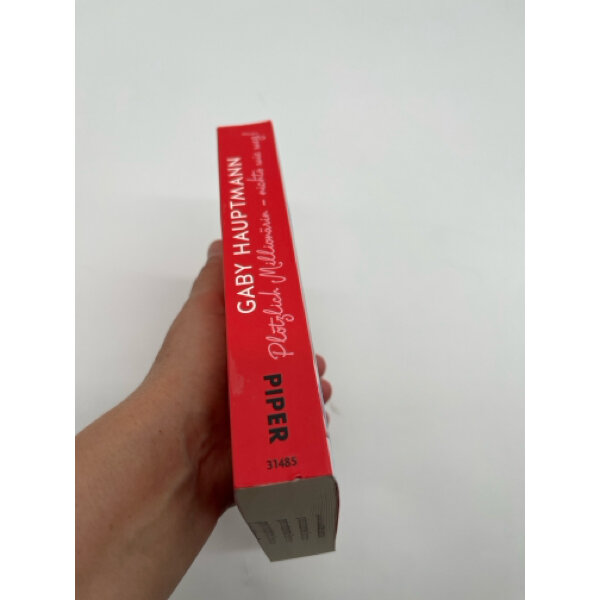 GABY HAUPTMANN
Plötzlich Millionärin – nichts wie weg!
PIPER
31485